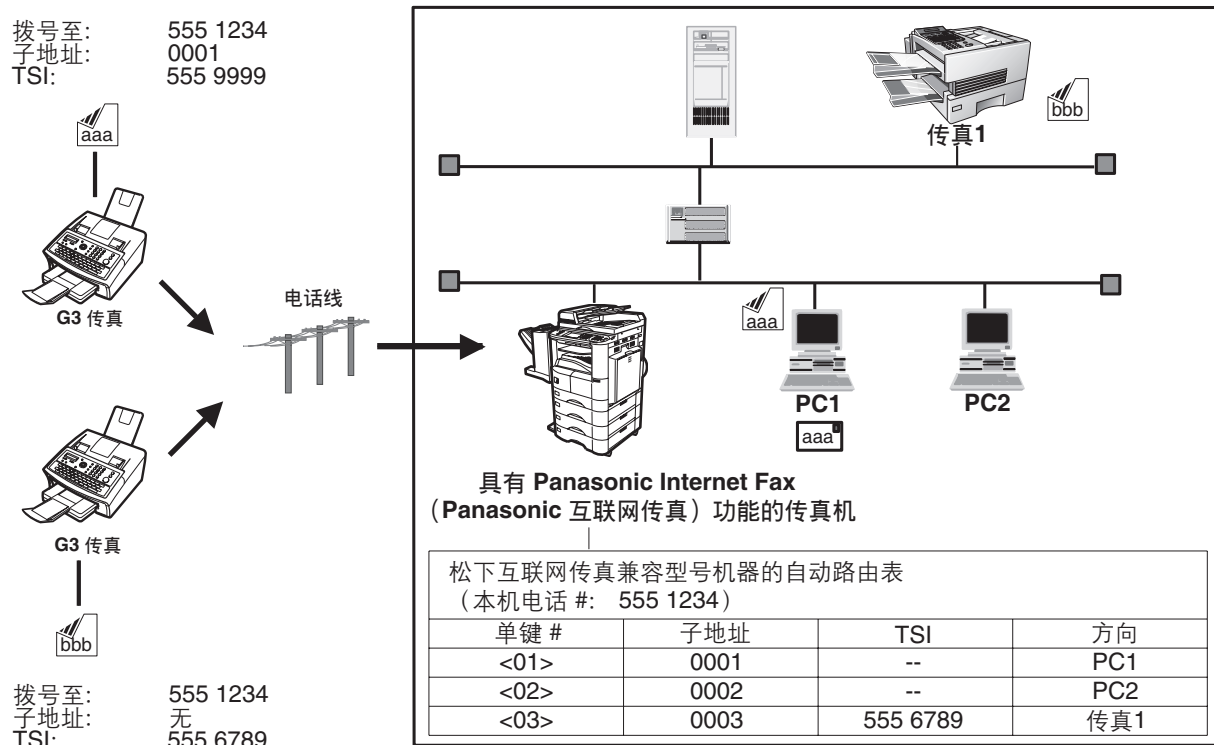 拨号至: 555 1234
子地址: 0001
TSI: 555 9999
aaa
G3 传真
电话线
G3 传真
bbb
拨号至: 555 1234
子地址: 无
TSI: 555 6789
传真1
bbb
aaa
PC1
aaa
PC2
具有 Panasonic Internet Fax
（Panasonic 互联网传真）功能的传真机
松下互联网传真兼容型号机器的自动路由表
（本机电话 #: 555 1234）
单键 # 子地址 TSI 方向
<01> 0001 -- PC1
<02> 0002 -- PC2
<03> 0003 555 6789 传真1